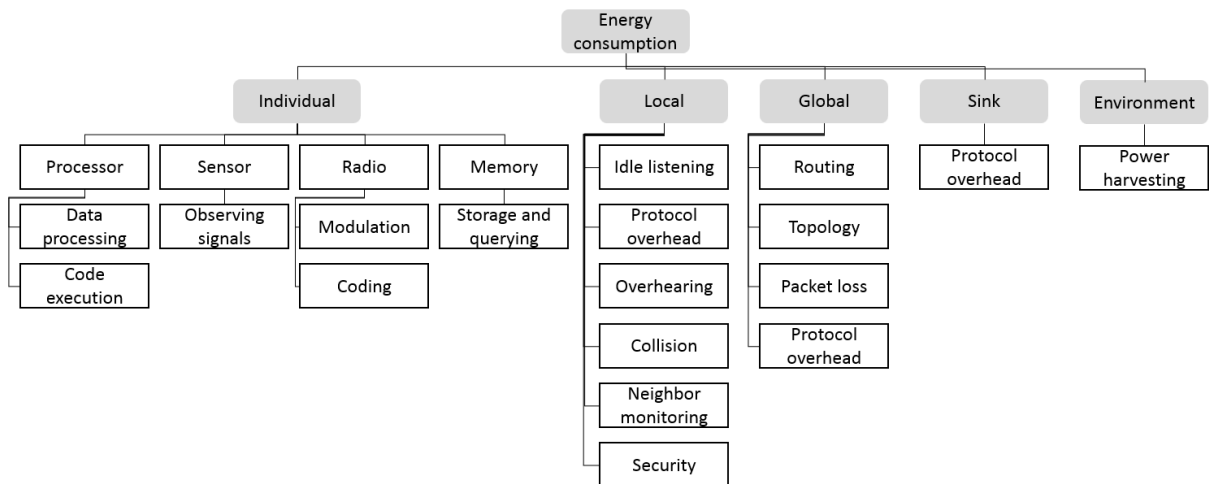 Energy
consumption
Individual
Local
Global
Sink
Environment
Processor
Sensor
Radio
Memory
Idle listening
Routing
Protocol
overhead
Power
harvesting
Data
processing
Observing
signals
Modulation
Storage and
querying
Protocol
overhead
Topology
Code
execution
Coding
Overhearing
Packet loss
Collision
Protocol
overhead
Neighbor
monitoring
Security